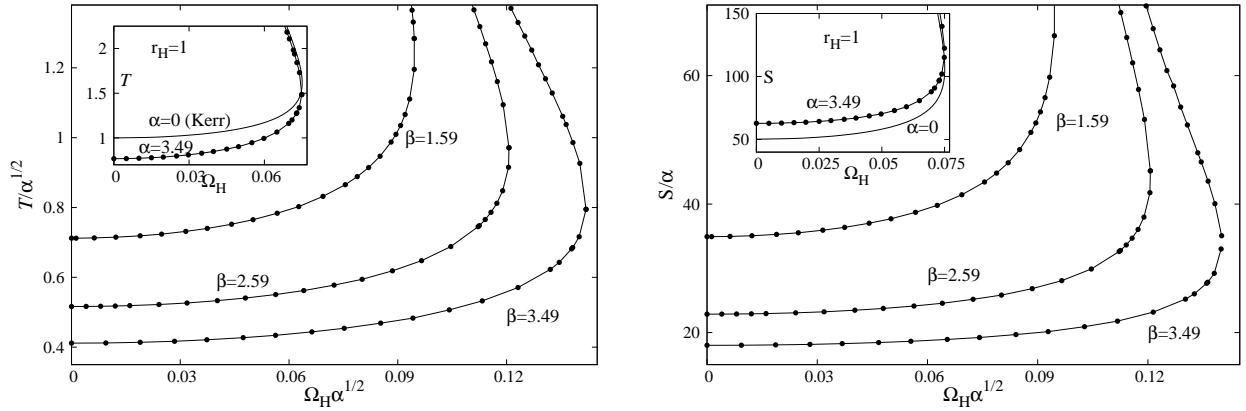 r_H=1
T
α=0 (Kerr)
α=3.49
2
1.5
1
0
0.03
0.06
Ω_H
β=1.59
β=2.59
β=3.49
1.2
1
0.8
0.6
0.4
T/α^{1/2}
0
0.03
0.06
0.09
0.12
Ω_Hα^{1/2}
r_H=1
S
α=3.49
α=0
150
100
50
0
0.025
0.05
0.075
Ω_H
β=1.59
β=2.59
β=3.49
60
40
20
S/α
0
0.03
0.06
0.09
0.12
Ω_Hα^{1/2}